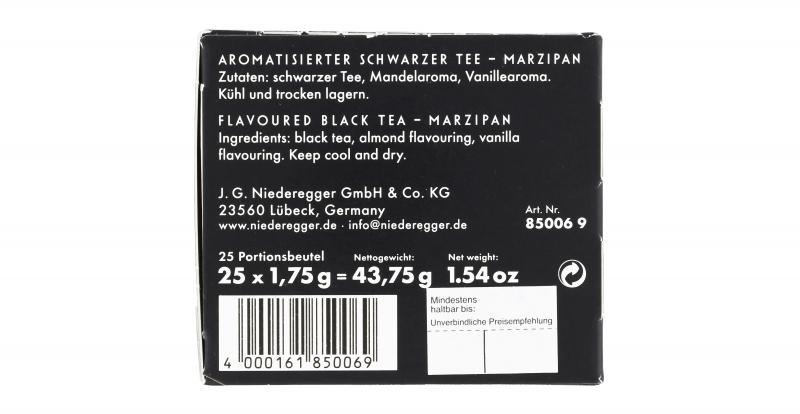 AROMATISIERTER SCHWARZER TEE – MARZIPAN
Zutaten: schwarzer Tee, Mandelaroma, Vanillearoma.
Kühl und trocken lagern.
FLAVOURED BLACK TEA – MARZIPAN
Ingredients: black tea, almond flavouring, vanilla
flavouring. Keep cool and dry.
J. G. Niederegger GmbH & Co. KG
23560 Lübeck, Germany
www.niederegger.de · info@niederegger.de
Art. Nr.
85006 9
25 Portionsbeutel Nettogewicht: Net weight:
25 x 1,75 g = 43,75 g 1.54 oz
Mindestens
haltbar bis:
Unverbindliche Preisempfehlung
4 000161 850069